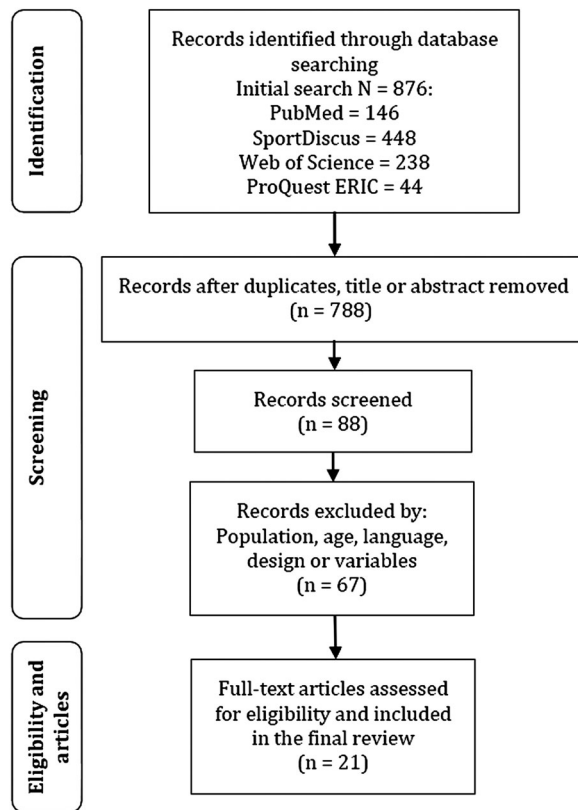 Identification
Records identified through database
searching
Initial search N = 876:
PubMed = 146
SportDiscus = 448
Web of Science = 238
ProQuest ERIC = 44
Screening
Records after duplicates, title or abstract removed
(n = 788)
Records screened
(n = 88)
Records excluded by:
Population, age, language,
design or variables
(n = 67)
Eligibility and
articles
Full-text articles assessed
for eligibility and included
in the final review
(n = 21)